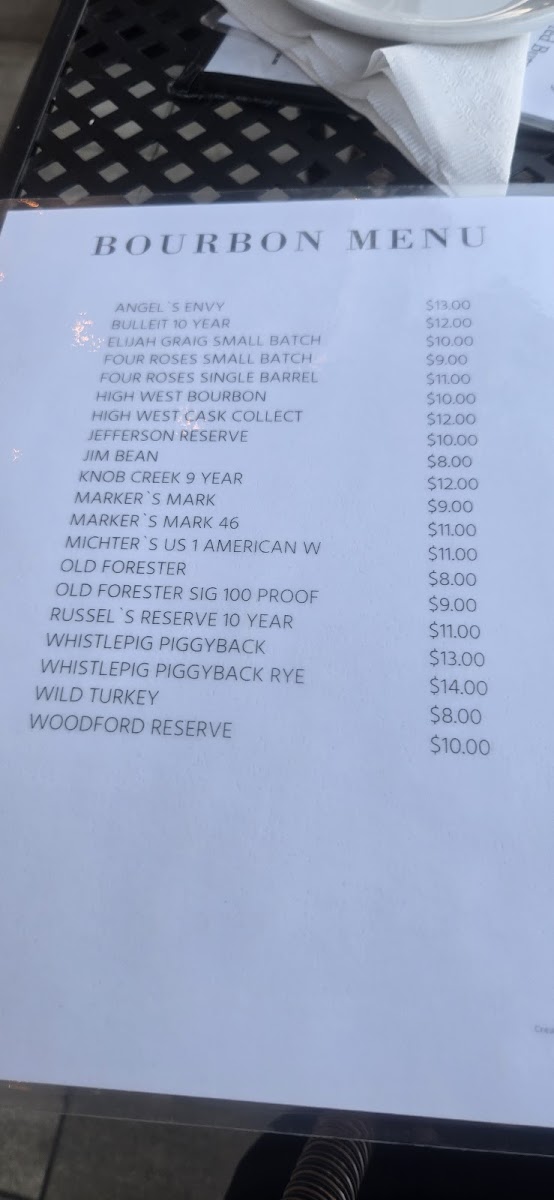 BOURBON MENU
ANGEL`S ENVY $13.00
BULLEIT 10 YEAR $12.00
ELIJAH GRAIG SMALL BATCH $10.00
FOUR ROSES SMALL BATCH $9.00
FOUR ROSES SINGLE BARREL $11.00
HIGH WEST BOURBON $10.00
HIGH WEST CASK COLLECT $12.00
JEFFERSON RESERVE $10.00
JIM BEAN $8.00
KNOB CREEK 9 YEAR $12.00
MARKER`S MARK $9.00
MARKER`S MARK 46 $11.00
MICHTER`S US 1 AMERICAN W $11.00
OLD FORESTER $8.00
OLD FORESTER SIG 100 PROOF $9.00
RUSSEL`S RESERVE 10 YEAR $11.00
WHISTLEPIG PIGGYBACK $13.00
WHISTLEPIG PIGGYBACK RYE $14.00
WILD TURKEY $8.00
WOODFORD RESERVE $10.00